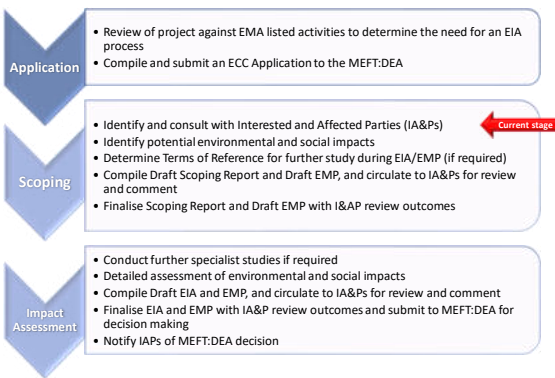 Application
• Review of project against EMA listed activities to determine the need for an EIA
process
• Compile and submit an ECC Application to the MEFT:DEA
Scoping
• Identify and consult with Interested and Affected Parties (IA&Ps)
Current stage
• Identify potential environmental and social impacts
• Determine Terms of Reference for further study during EIA/EMP (if required)
• Compile Draft Scoping Report and Draft EMP, and circulate to IA&Ps for review
and comment
• Finalise Scoping Report and Draft EMP with I&AP review outcomes
Impact
Assessment
• Conduct further specialist studies if required
• Detailed assessment of environmental and social impacts
• Compile Draft EIA and EMP, and circulate to IA&Ps for review and comment
• Finalise EIA and EMP with IA&P review outcomes and submit to MEFT:DEA for
decision making
• Notify IAPs of MEFT:DEA decision